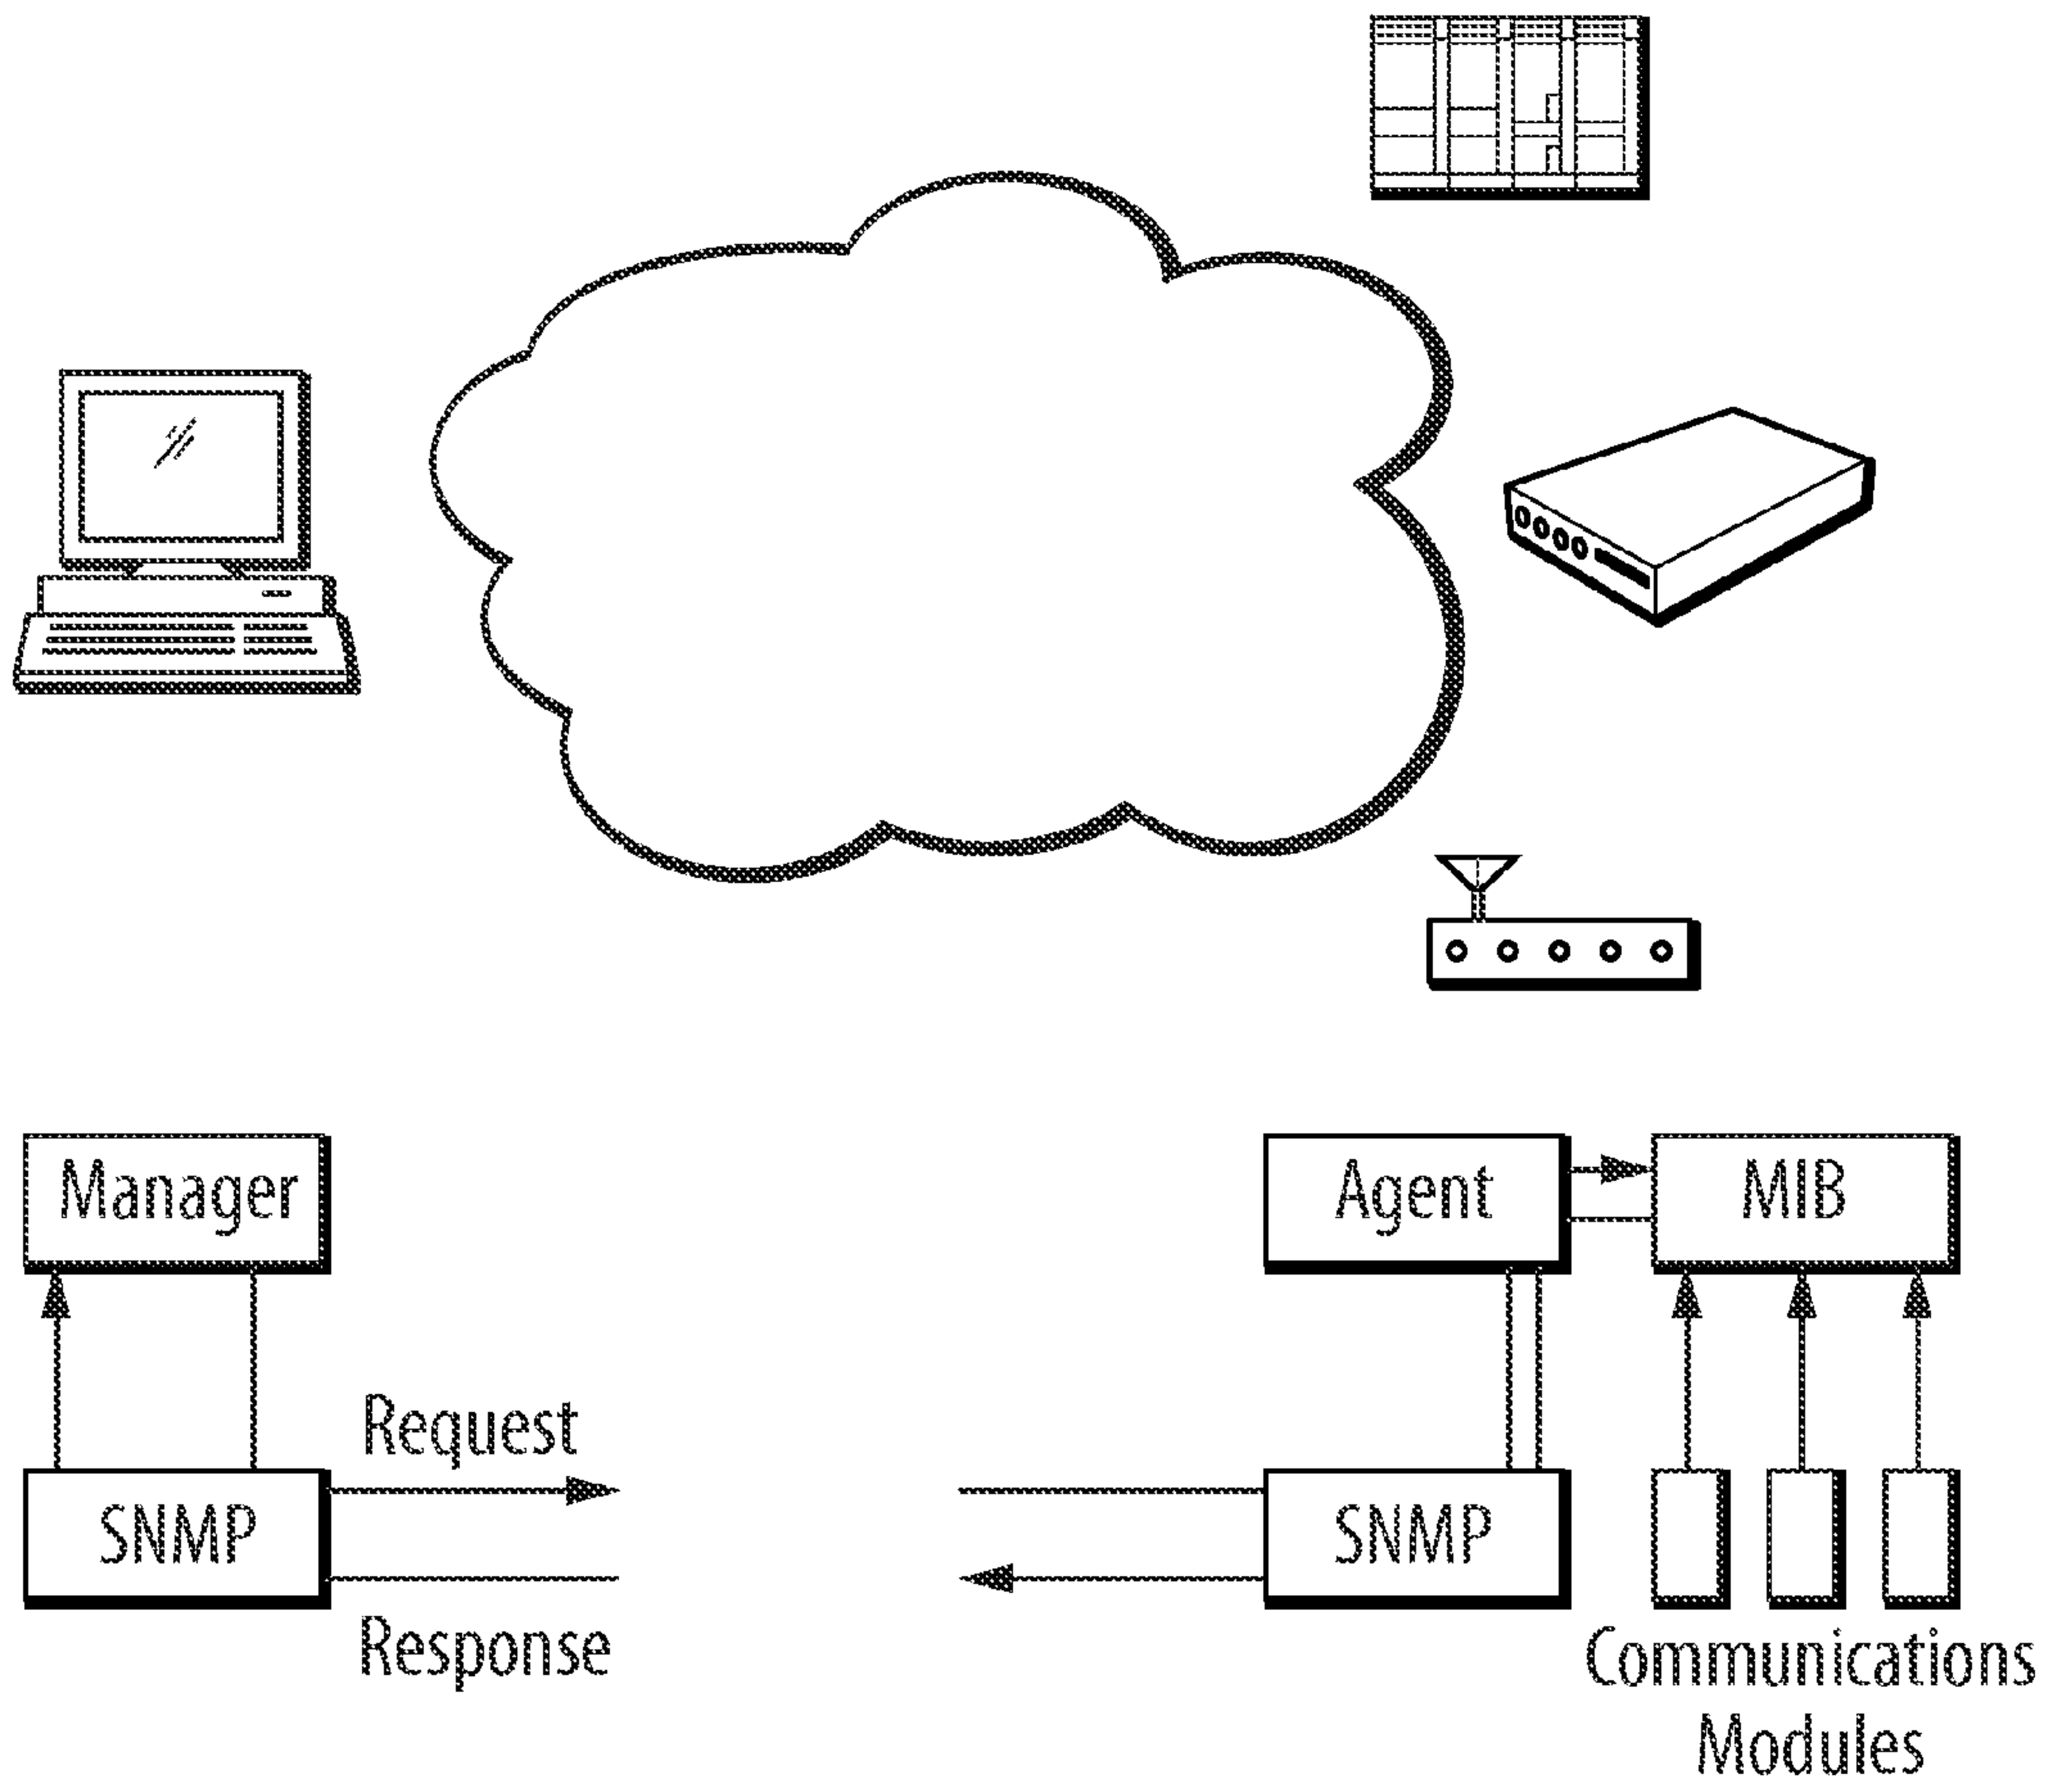 Manager
Agent
MIB
Request
SNMP
SNMP
Response
Communications
Modules